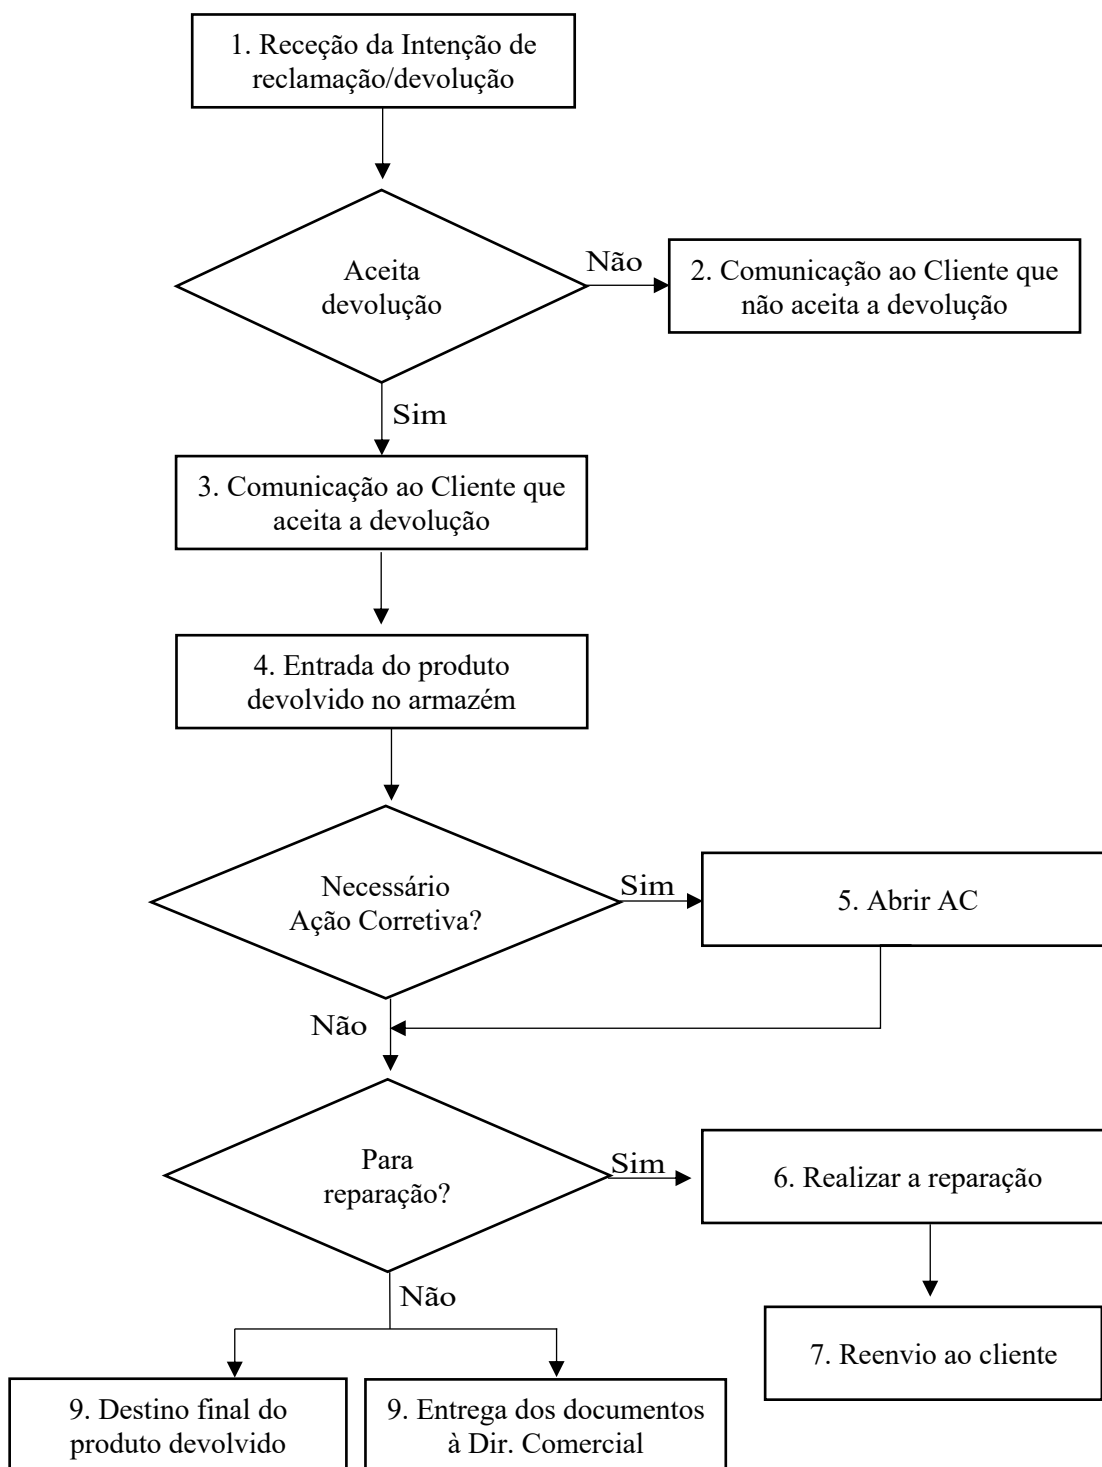 1. Receção da Intenção de
reclamação/devolução
Aceita
devolução
Não
2. Comunicação ao Cliente que
não aceita a devolução
Sim
3. Comunicação ao Cliente que
aceita a devolução
4. Entrada do produto
devolvido no armazém
Necessário
Ação Corretiva?
Sim
5. Abrir AC
Não
Para
reparação?
Sim
6. Realizar a reparação
Não
7. Reenvio ao cliente
9. Destino final do
produto devolvido
9. Entrega dos documentos
à Dir. Comercial